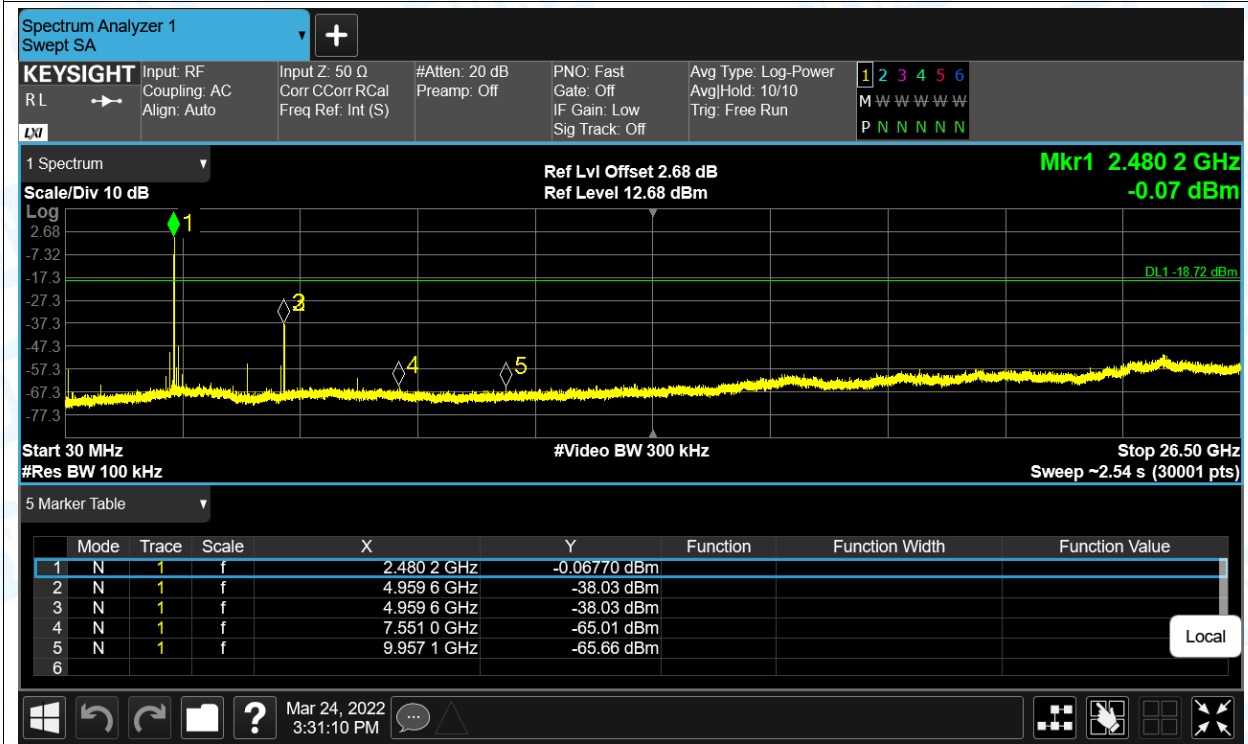 Spectrum Analyzer 1
Swept SA
KEYSIGHT
R L
LXI
Input: RF
Coupling: AC
Align: Auto
Input Z: 50 Ω
Corr CCorr RCal
Freq Ref: Int (S)
#Atten: 20 dB
Preamp: Off
PNO: Fast
Gate: Off
IF Gain: Low
Sig Track: Off
Avg Type: Log-Power
Avg|Hold: 10/10
Trig: Free Run
1 2 3 4 5 6
M W W W W W
P N N N N N
1 Spectrum
Scale/Div 10 dB
Ref Lvl Offset 2.68 dB
Ref Level 12.68 dBm
Mkr1 2.480 2 GHz
-0.07 dBm
Log
2.68
-7.32
-17.3
-27.3
-37.3
-47.3
-57.3
-67.3
-77.3
1
DL1 -18.72 dBm
2
3
4
5
Start 30 MHz
#Video BW 300 kHz
Stop 26.50 GHz
#Res BW 100 kHz
Sweep ~2.54 s (30001 pts)
5 Marker Table
Mode Trace Scale X Y Function Function Width Function Value
1 N 1 f 2.480 2 GHz -0.06770 dBm
2 N 1 f 4.959 6 GHz -38.03 dBm
3 N 1 f 4.959 6 GHz -38.03 dBm
4 N 1 f 7.551 0 GHz -65.01 dBm
5 N 1 f 9.957 1 GHz -65.66 dBm
6
Local
?
Mar 24, 2022
3:31:10 PM